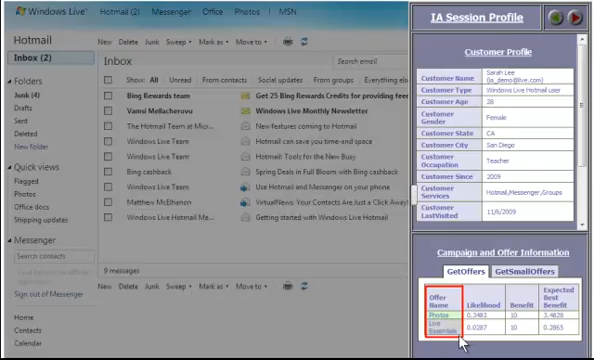 Windows Live™ Hotmail (2) Messenger Office Photos | MSN
IA Session Profile
Hotmail
Inbox (2)
Folders
Junk (4)
Drafts
Sent
Deleted
New folder
Quick views
Flagged
Photos
Office docs
Shipping updates
Messenger
Search contacts
Sign out of Messenger
Home
Contacts
Calendar
New Delete Junk Sweep Mark as Move to
Inbox
Search email
Show: All Unread From contacts Social updates From groups Everything else
Bing Rewards team Get 25 Bing Rewards Credits for providing feed
Vamsi Mellacheruvu Windows Live Monthly Newsletter
The Hotmail Team at Micr... New features coming to Hotmail
Windows Live Team Hotmail can save you time-and space
Windows Live Team Hotmail: Tools for the New Busy
Bing cashback Spring Deals in Full Bloom with Bing cashback
Windows Live Team Use Hotmail and Messenger on your phone
Matthew McElhanon VirtualNews: Your Contacts Are Just a Click Away!
Windows Live Hotmail Me... Getting started with Windows Live Hotmail
9 messages
New Delete Junk Sweep Mark as Move to
Customer Profile
Customer Name Sarah Lee
(ia_demo@live.com)
Customer Type Windows Live Hotmail user
Customer Age 28
Customer Gender Female
Customer State CA
Customer City San Diego
Customer Occupation Teacher
Customer Since 2009
Customer Services Hotmail,Messenger,Groups
Customer LastVisited 11/6/2009
Campaign and Offer Information
GetOffers GetSmallOffers
Offer Name Likelihood Benefit Expected Best Benefit
Photos 0.3483 10 3.4828
Live Essentials 0.0287 10 0.2865